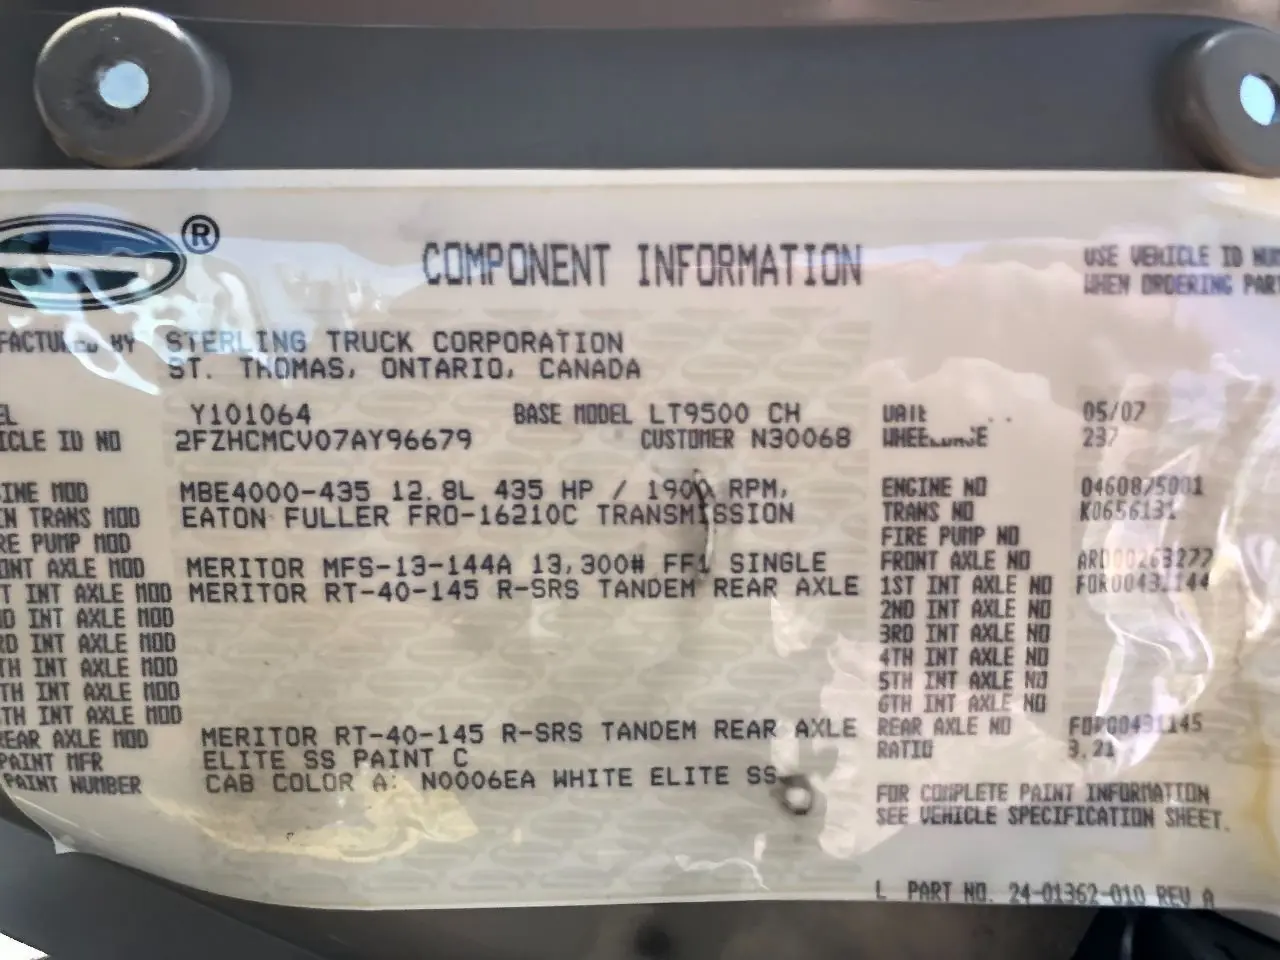 ®
COMPONENT INFORMATION
USE VEHICLE ID NUM
WHEN ORDERING PART
FACTURED BY STERLING TRUCK CORPORATION
ST. THOMAS, ONTARIO, CANADA
EL Y101064 BASE MODEL LT9500 CH DATE 05/07
ICLE ID NO 2FZHCMCV07AY96679 CUSTOMER N30068 WHEELBASE 237
INE MOD MBE4000-435 12.8L 435 HP / 1900 RPM, ENGINE NO
N TRANS MOD EATON FULLER FRO-16210C TRANSMISSION TRANS NO K0656131
RE PUMP MOD FIRE PUMP NO
ONT AXLE MOD MERITOR MFS-13-144A 13,300# FF1 SINGLE FRONT AXLE NO
T INT AXLE MOD MERITOR RT-40-145 R-SRS TANDEM REAR AXLE 1ST INT AXLE NO
ND INT AXLE MOD 2ND INT AXLE NO
RD INT AXLE MOD 3RD INT AXLE NO
TH INT AXLE MOD 4TH INT AXLE NO
TH INT AXLE MOD 5TH INT AXLE NO
TH INT AXLE MOD 6TH INT AXLE NO
REAR AXLE MOD MERITOR RT-40-145 R-SRS TANDEM REAR AXLE REAR AXLE NO
PAINT MFR ELITE SS PAINT C RATIO 3.21
PAINT NUMBER CAB COLOR A: N0006EA WHITE ELITE SS
FOR COMPLETE PAINT INFORMATION
SEE VEHICLE SPECIFICATION SHEET.
L PART NO. 24-01362-010 REV A